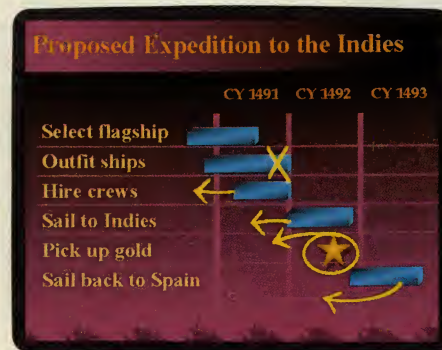 Proposed Expedition to the Indies
CY 1491 CY 1492 CY 1493
Select flagship
Outfit ships
Hire crews
Sail to Indies
Pick up gold
Sail back to Spain